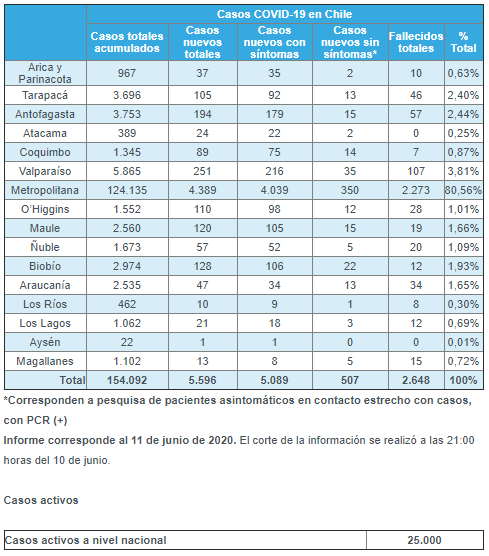 Casos COVID-19 en Chile
Casos totales acumulados Casos nuevos totales Casos nuevos con síntomas Casos nuevos sin síntomas* Fallecidos totales % Total
Arica y Parinacota 967 37 35 2 10 0,63%
Tarapacá 3.696 105 92 13 46 2,40%
Antofagasta 3.753 194 179 15 57 2,44%
Atacama 389 24 22 2 0 0,25%
Coquimbo 1.345 89 75 14 7 0,87%
Valparaíso 5.865 251 216 35 107 3,81%
Metropolitana 124.135 4.389 4.039 350 2.273 80,56%
O'Higgins 1.552 110 98 12 28 1,01%
Maule 2.560 120 105 15 19 1,66%
Ñuble 1.673 57 52 5 20 1,09%
Biobío 2.974 128 106 22 12 1,93%
Araucanía 2.535 47 34 13 34 1,65%
Los Ríos 462 10 9 1 8 0,30%
Los Lagos 1.062 21 18 3 12 0,69%
Aysén 22 1 1 0 0 0,01%
Magallanes 1.102 13 8 5 15 0,72%
Total 154.092 5.596 5.089 507 2.648 100%
*Corresponden a pesquisa de pacientes asintomáticos en contacto estrecho con casos,
con PCR (+)
Informe corresponde al 11 de junio de 2020. El corte de la información se realizó a las 21:00
horas del 10 de junio.
Casos activos
Casos activos a nivel nacional 25.000